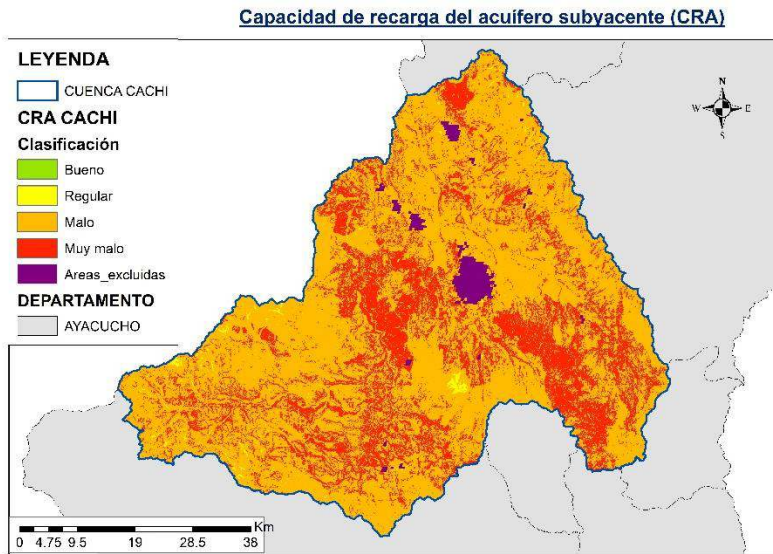 Capacidad de recarga del acuífero subyacente (CRA)
LEYENDA
CUENCA CACHI
CRA CACHI
Clasificación
Bueno
Regular
Malo
Muy malo
Areas_excluidas
DEPARTAMENTO
AYACUCHO
N
W E
S
Km
0 4.75 9.5 19 28.5 38